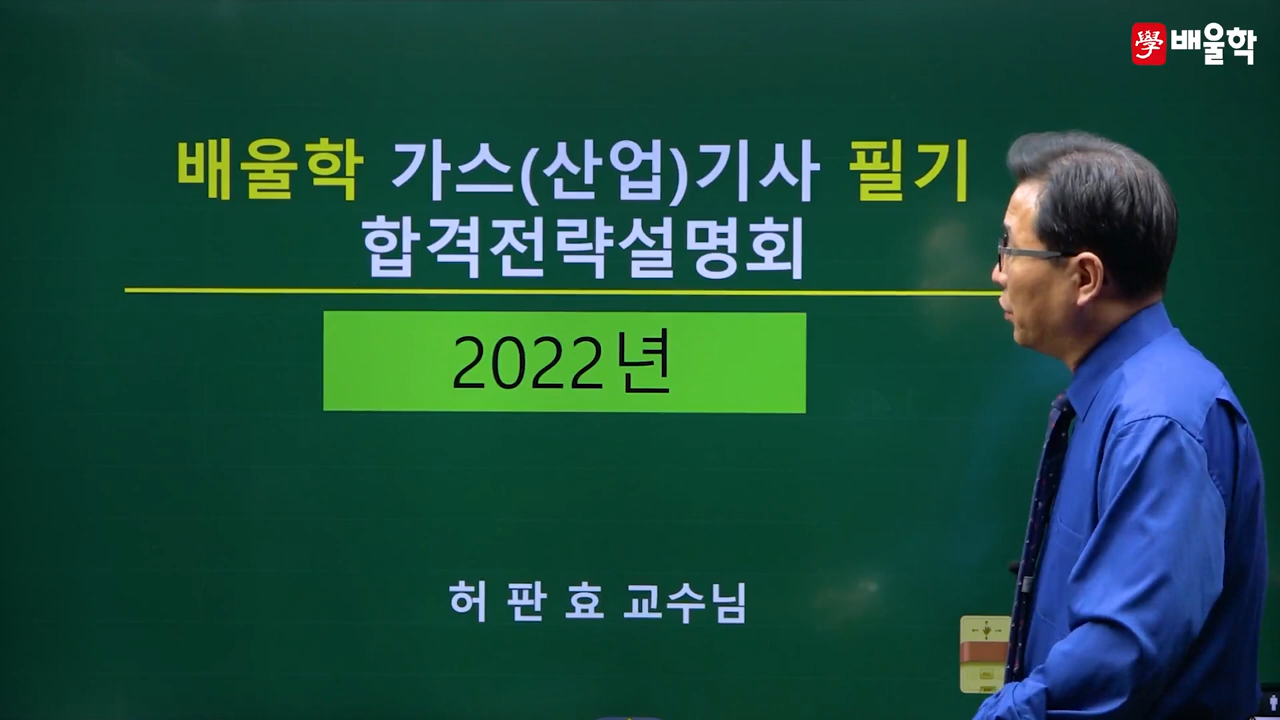 學 배울학
배울학 가스(산업)기사 필기
합격전략설명회
2022년
허 판 효 교수님